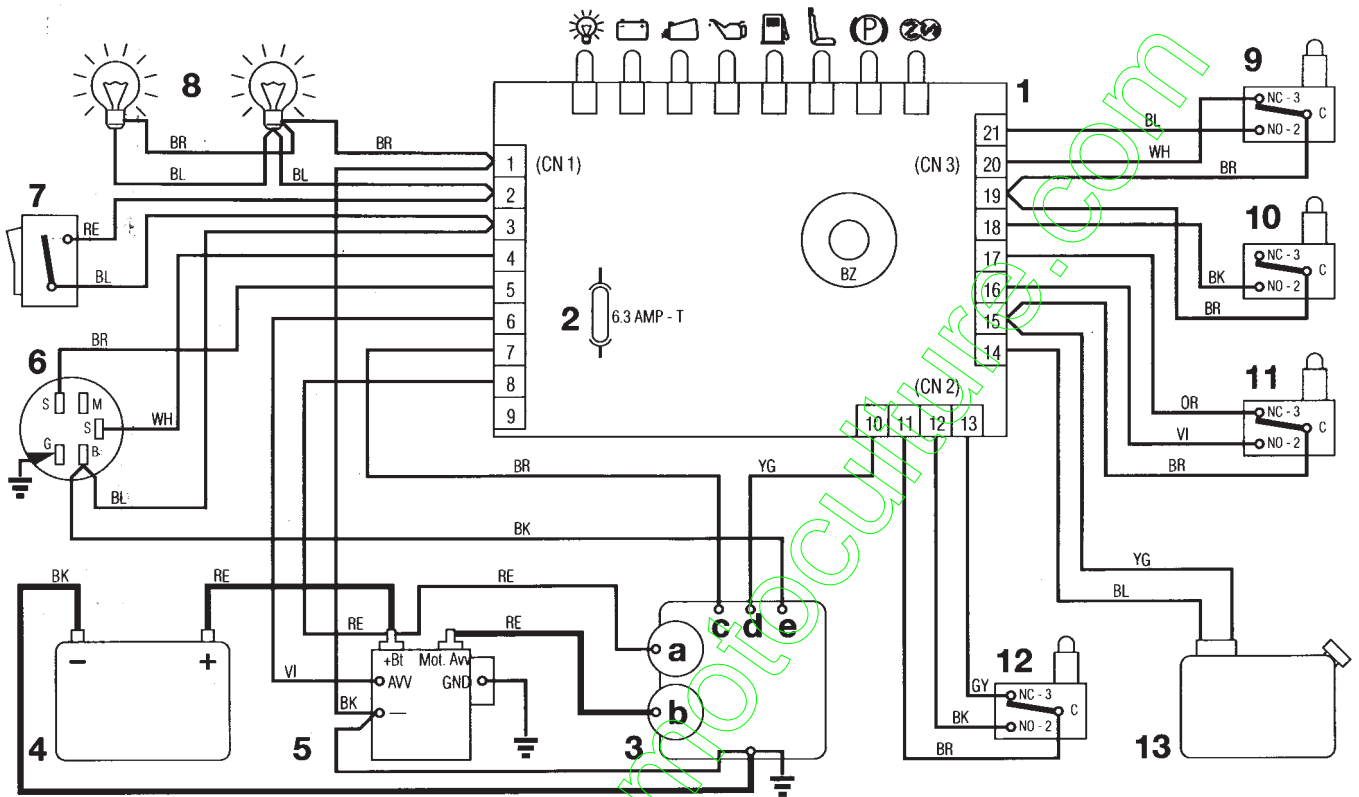 8
1
9
NC - 3
C
NO - 2
21
BL
BR
BR
1
(CN 1)
(CN 3)
20
WH
BL
BL
2
19
BR
7
RE
3
18
10
NC - 3
C
NO - 2
4
17
BK
BL
5
BZ
16
BR
2
6.3 AMP - T
6
15
BR
7
14
6
8
(CN 2)
11
S
M
9
10
11
12
13
OR
NC - 3
C
S
WH
VI
NO - 2
G
B
BR
YG
BR
BL
BK
YG
BK
RE
RE
BL
c
d
e
RE
RE
–
+
+Bt
Mot. Avv
a
12
VI
AVV
GND
GY
NC - 3
C
BK
—
b
BK
NO - 2
4
5
3
BR
13
motoculture.com